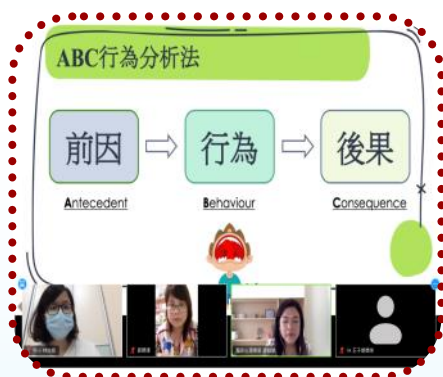 ABC行為分析法
前因
行為
後果
Antecedent
Behaviour
Consequence